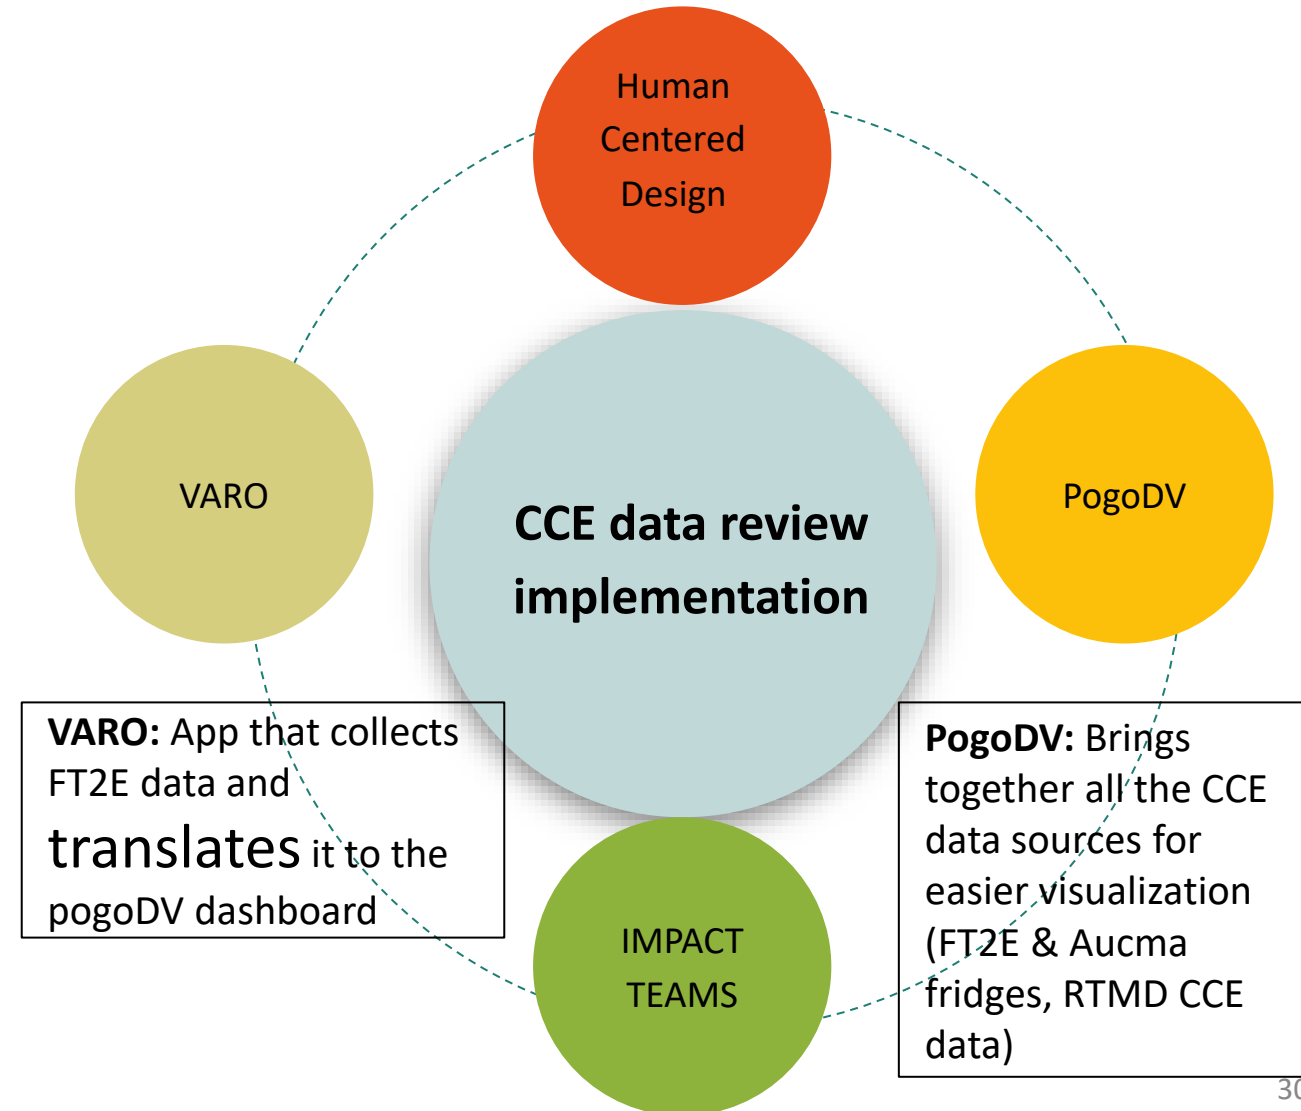 Human
Centered
Design
VARO
PogoDV
CCE data review
implementation
VARO: App that collects
FT2E data and
translates it to the
pogoDV dashboard
PogoDV: Brings
together all the CCE
data sources for
easier visualization
(FT2E & Aucma
fridges, RTMD CCE
data)
IMPACT
TEAMS
30